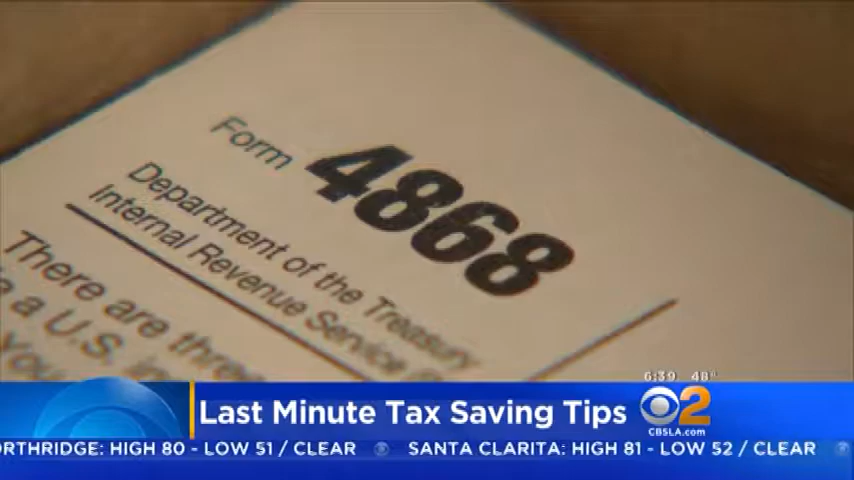 Form 4868
Department of the Treasury
Internal Revenue Service
There are three
a U.S.
You
6:39 48°
Last Minute Tax Saving Tips
2
CBSLA.com
ORTHRIDGE: HIGH 80 - LOW 51 / CLEAR SANTA CLARITA: HIGH 81 - LOW 52 / CLEAR